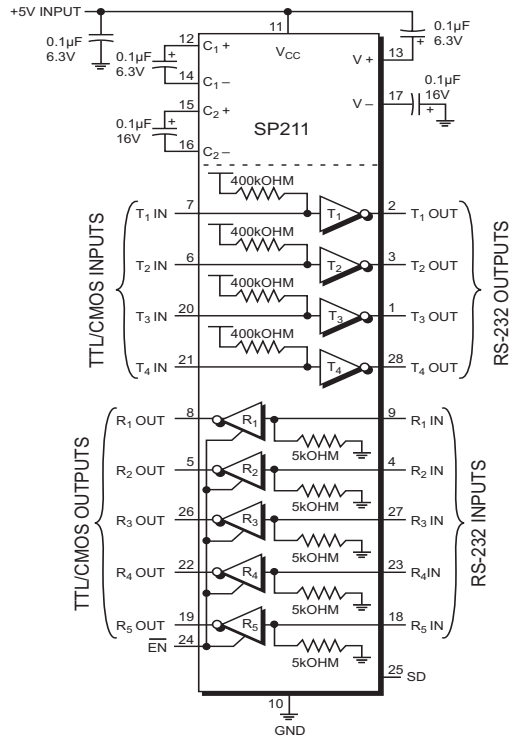 +5V INPUT
11
VCC
0.1µF
6.3V
12
C1+
0.1µF
6.3V
14
C1–
15
C2+
0.1µF
16V
16
C2–
0.1µF
6.3V
13
V+
0.1µF
16V
17
V–
SP211
TTL/CMOS INPUTS
RS-232 OUTPUTS
400kOHM
T1 IN 7 T1 2 T1 OUT
400kOHM
T2 IN 6 T2 3 T2 OUT
400kOHM
T3 IN 20 T3 1 T3 OUT
400kOHM
T4 IN 21 T4 28 T4 OUT
TTL/CMOS OUTPUTS
RS-232 INPUTS
R1 OUT 8 R1 9 R1 IN
5kOHM
R2 OUT 5 R2 4 R2 IN
5kOHM
R3 OUT 26 R3 27 R3 IN
5kOHM
R4 OUT 22 R4 23 R4IN
5kOHM
R5 OUT 19 R5 18 R5 IN
EN 24
5kOHM
25 SD
10
GND